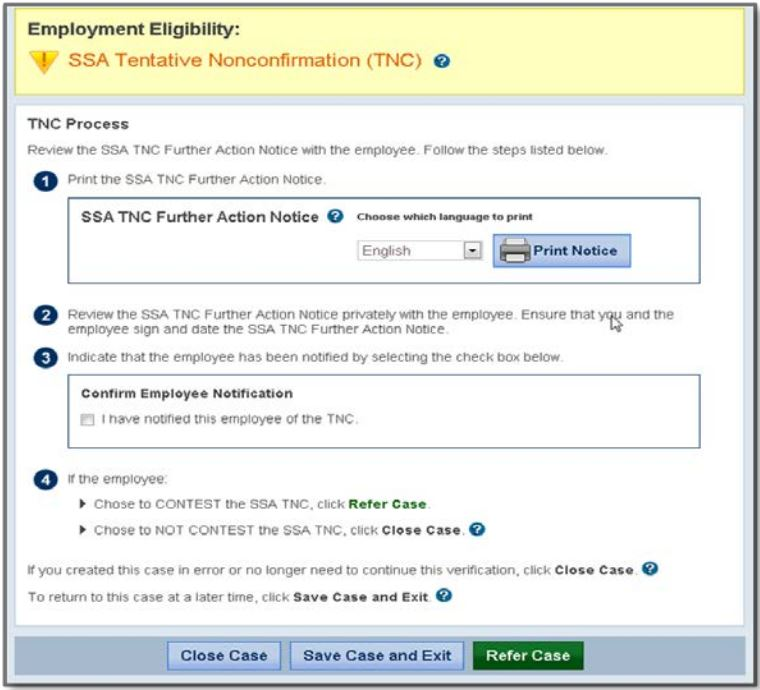 Employment Eligibility:
SSA Tentative Nonconfirmation (TNC) ?
TNC Process
Review the SSA TNC Further Action Notice with the employee. Follow the steps listed below.
1 Print the SSA TNC Further Action Notice.
SSA TNC Further Action Notice ? Choose which language to print
English Print Notice
2 Review the SSA TNC Further Action Notice privately with the employee. Ensure that you and the
employee sign and date the SSA TNC Further Action Notice.
3 Indicate that the employee has been notified by selecting the check box below.
Confirm Employee Notification
I have notified this employee of the TNC.
4 If the employee:
Chose to CONTEST the SSA TNC, click Refer Case.
Chose to NOT CONTEST the SSA TNC, click Close Case. ?
If you created this case in error or no longer need to continue this verification, click Close Case. ?
To return to this case at a later time, click Save Case and Exit. ?
Close Case Save Case and Exit Refer Case